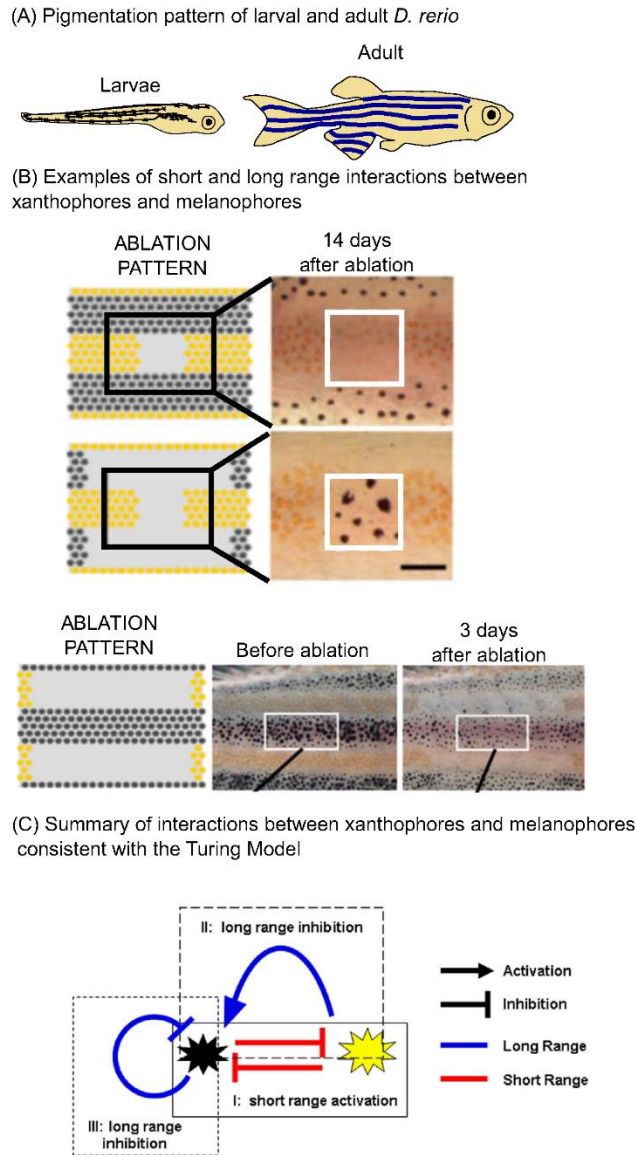 (A) Pigmentation pattern of larval and adult D. rerio
Adult
Larvae
(B) Examples of short and long range interactions between
xanthophores and melanophores
ABLATION
PATTERN
14 days
after ablation
ABLATION
PATTERN
Before ablation
3 days
after ablation
(C) Summary of interactions between xanthophores and melanophores
consistent with the Turing Model
II: long range inhibition
I: short range activation
III: long range
inhibition
Activation
Inhibition
Long Range
Short Range